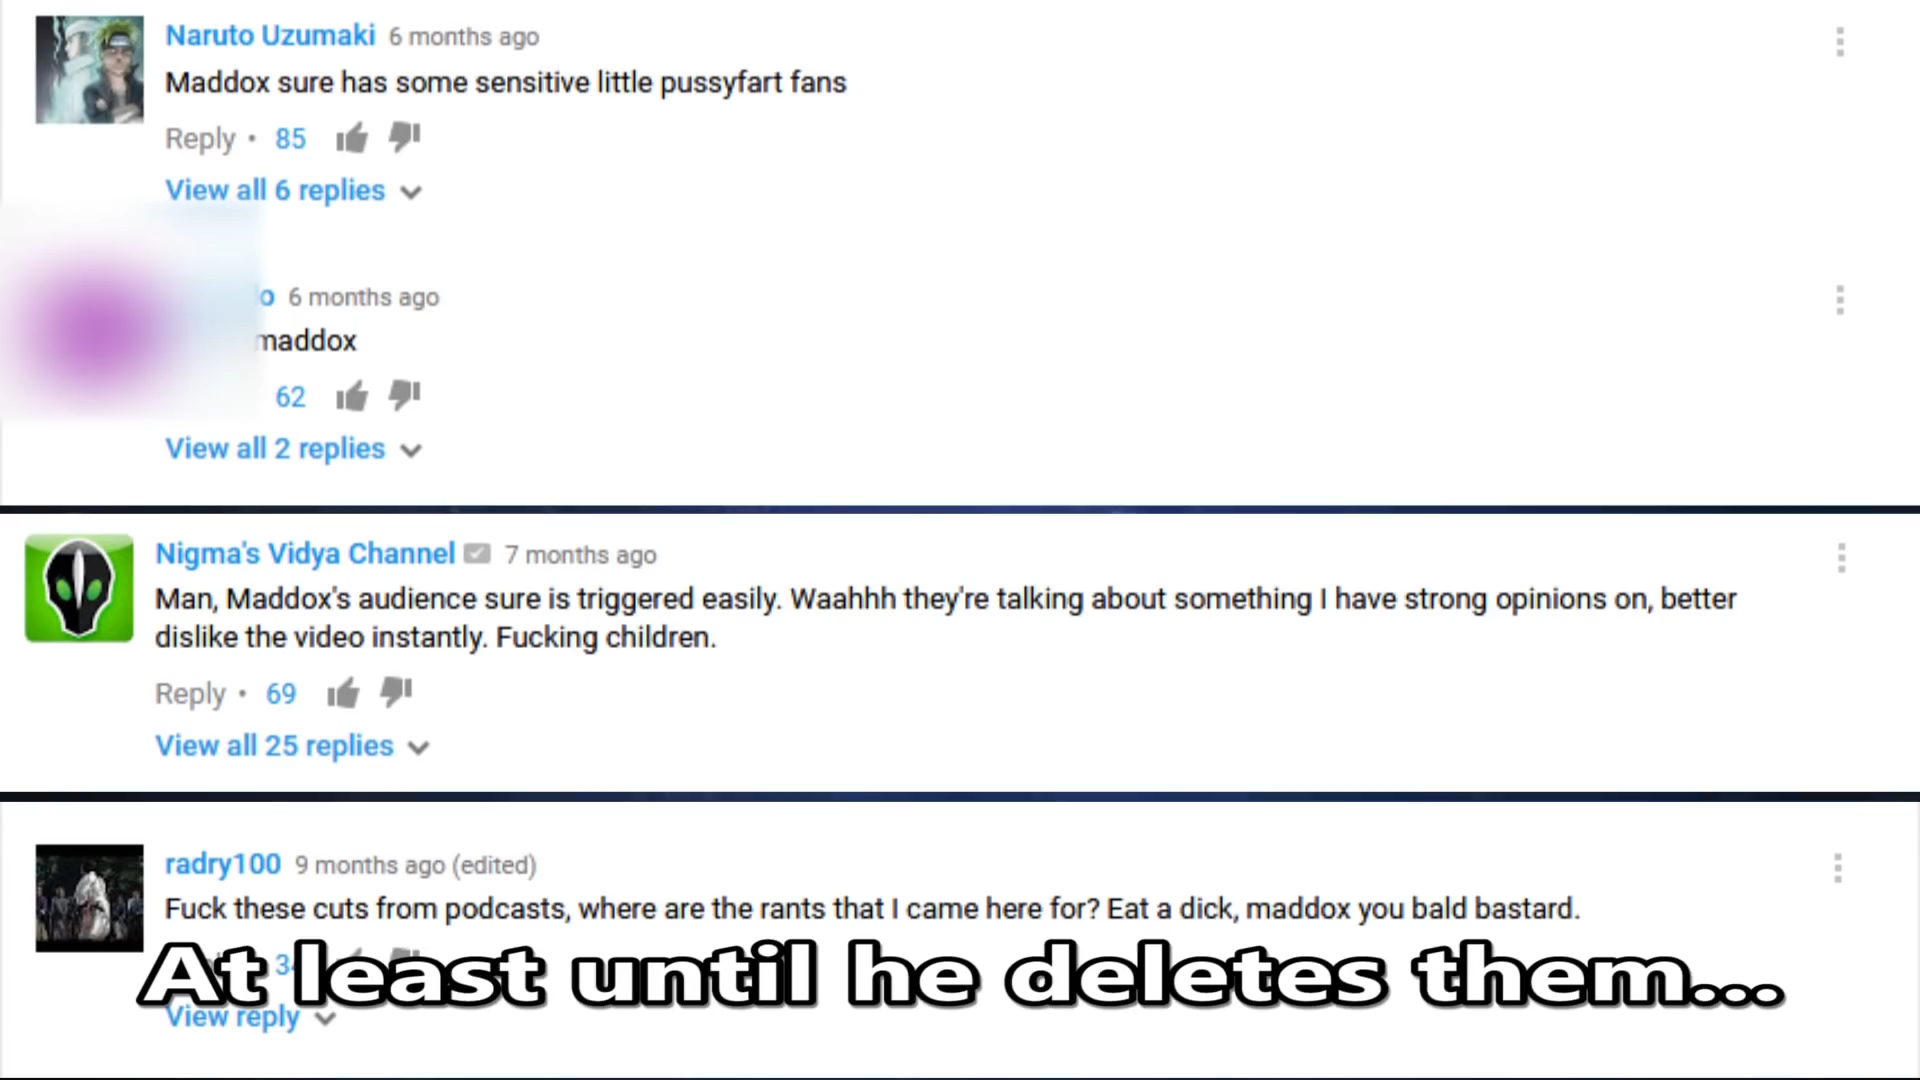 Naruto Uzumaki 6 months ago
Maddox sure has some sensitive little pussyfart fans
Reply • 85
View all 6 replies
6 months ago
maddox
62
View all 2 replies
Nigma's Vidya Channel 7 months ago
Man, Maddox's audience sure is triggered easily. Waahhh they're talking about something I have strong opinions on, better
dislike the video instantly. Fucking children.
Reply • 69
View all 25 replies
radry100 9 months ago (edited)
Fuck these cuts from podcasts, where are the rants that I came here for? Eat a dick, maddox you bald bastard.
At least until he deletes them...
View reply